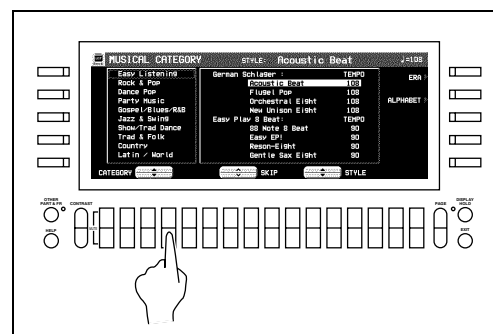 MUSICAL CATEGORY STYLE: Acoustic Beat ♩=108
Easy Listening
Rock & Pop
Dance Pop
Party Music
Gospel/Blues/R&B
Jazz & Swing
Show/Trad Dance
Trad & Folk
Country
Latin / World
German Schlager : TEMPO
Acoustic Beat 108
Flügel Pop 108
Orchestral Eight 108
New Unison Eight 108
Easy Play 8 Beat: TEMPO
88 Note 8 Beat 90
Easy EP! 90
Reson-Eight 90
Gentle Sax Eight 90
ERA
ALPHABET
CATEGORY SKIP STYLE
OTHER PART & FR
CONTRAST
HELP
MUTE
PAGE
DISPLAY HOLD
EXIT